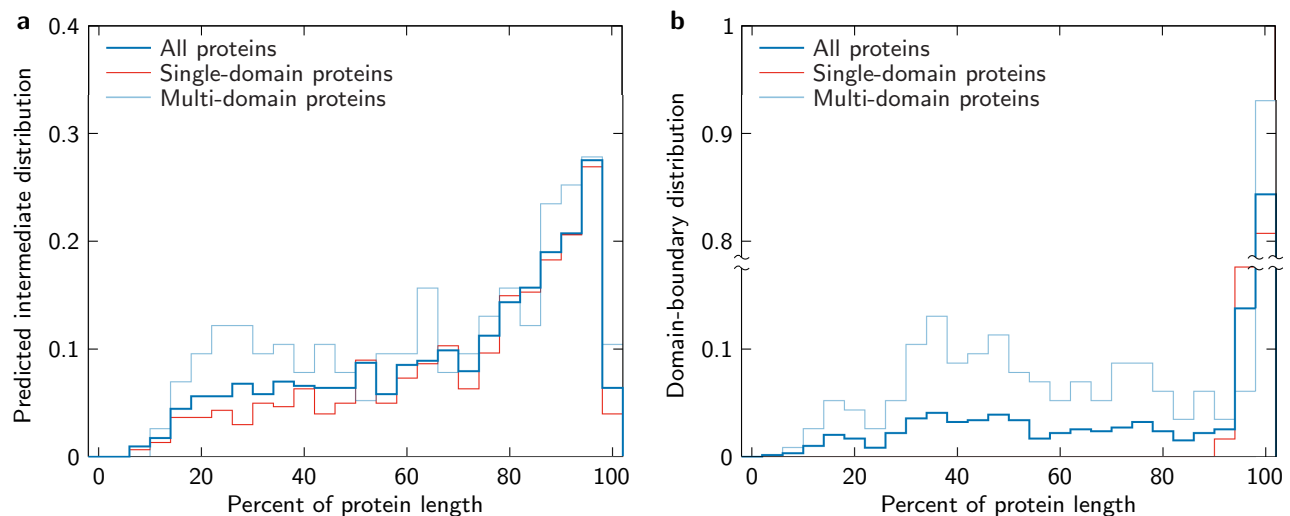 a
Predicted intermediate distribution
0.4
0.3
0.2
0.1
0
All proteins
Single-domain proteins
Multi-domain proteins
0 20 40 60 80 100
Percent of protein length
b
Domain-boundary distribution
1
0.9
0.8
0.1
0
All proteins
Single-domain proteins
Multi-domain proteins
0 20 40 60 80 100
Percent of protein length